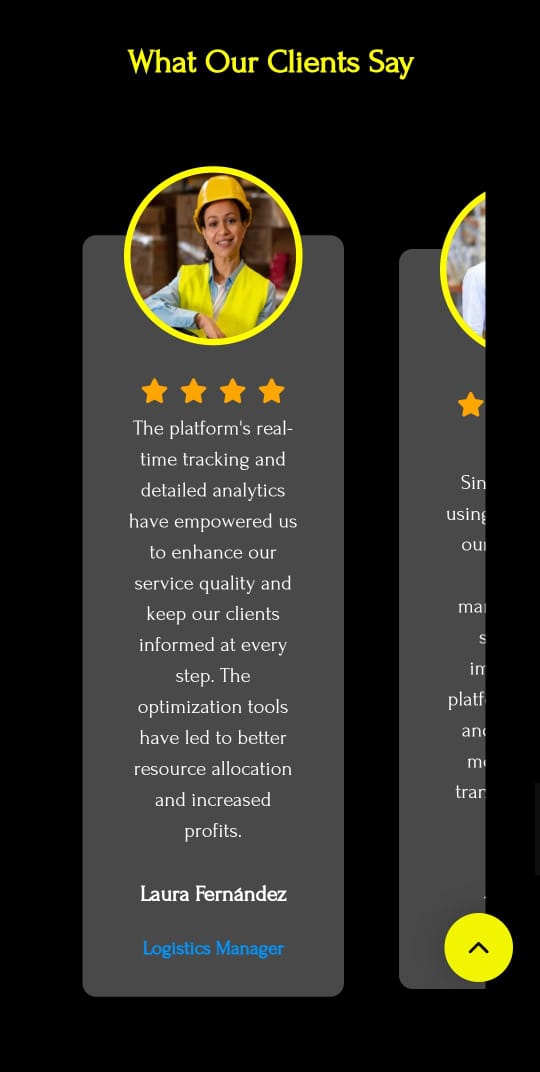 What Our Clients Say
The platform's real-
time tracking and
detailed analytics
have empowered us
to enhance our
service quality and
keep our clients
informed at every
step. The
optimization tools
have led to better
resource allocation
and increased
profits.
Laura Fernández
Logistics Manager